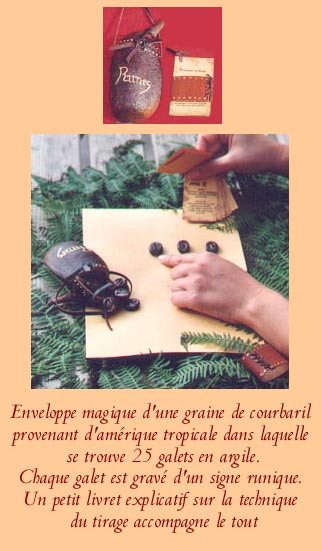 Runes
Enveloppe magique d'une graine de courbaril
provenant d'amérique tropicale dans laquelle
se trouve 25 galets en argile.
Chaque galet est gravé d'un signe runique.
Un petit livret explicatif sur la technique
du tirage accompagne le tout